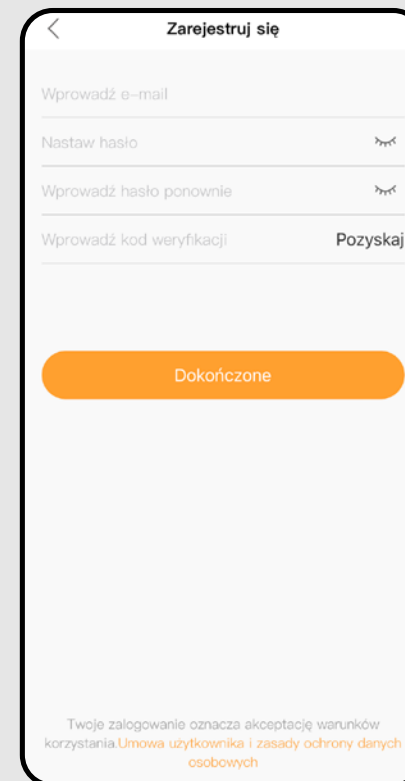 Zarejestruj się
Wprowadź e-mail
Nastaw hasło
Wprowadź hasło ponownie
Wprowadź kod weryfikacji Pozyskaj
Dokończone
Twoje zalogowanie oznacza akceptację warunków
korzystania.Umowa użytkownika i zasady ochrony danych
osobowych